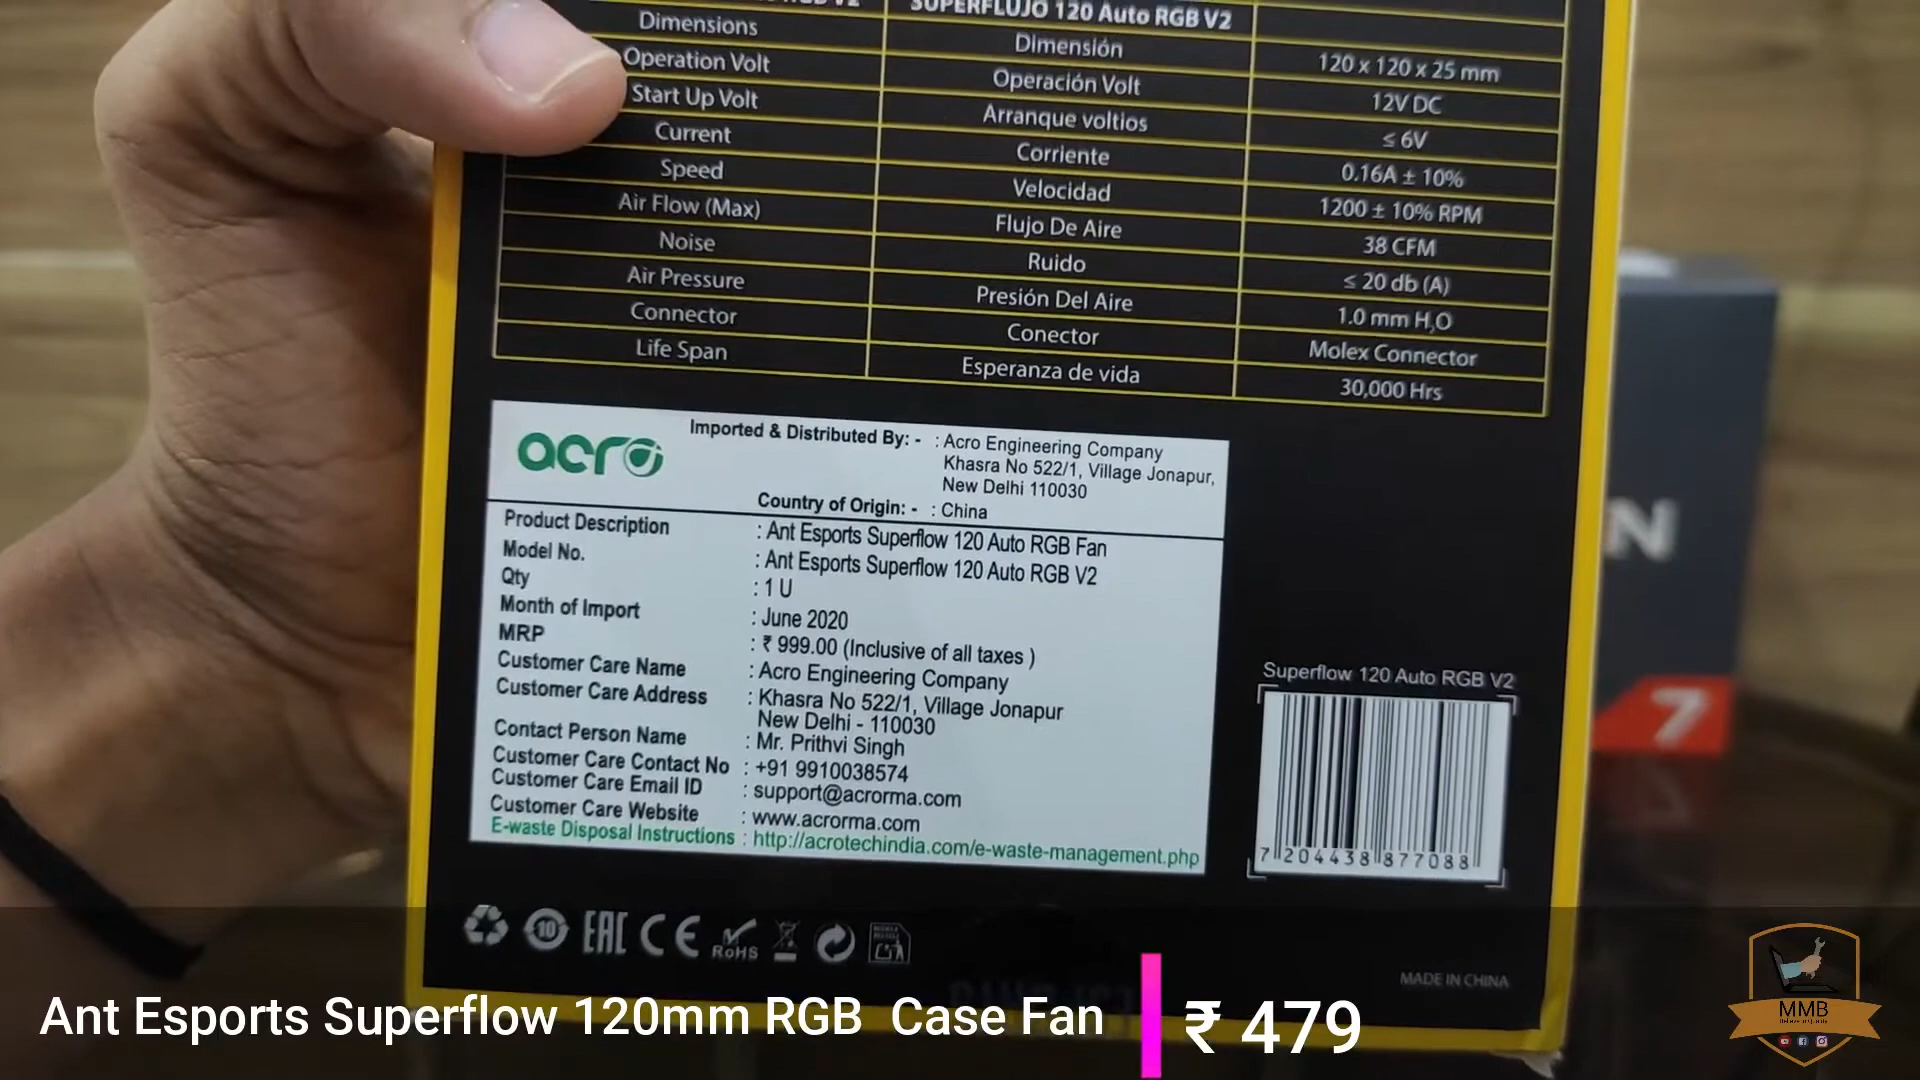 SUPERFLUJO 120 Auto RGB V2
Dimensions Dimensión 120 x 120 x 25 mm
Operation Volt Operación Volt 12V DC
Start Up Volt Arranque voltios ≤ 6V
Current Corriente 0.16A ± 10%
Speed Velocidad 1200 ± 10% RPM
Air Flow (Max) Flujo De Aire 38 CFM
Noise Ruido ≤ 20 db (A)
Air Pressure Presión Del Aire 1.0 mm H₂O
Connector Conector Molex Connector
Life Span Esperanza de vida 30,000 Hrs
acro
Imported & Distributed By: - : Acro Engineering Company
Khasra No 522/1, Village Jonapur,
New Delhi 110030
Country of Origin: - : China
Product Description : Ant Esports Superflow 120 Auto RGB Fan
Model No. : Ant Esports Superflow 120 Auto RGB V2
Qty : 1 U
Month of Import : June 2020
MRP : ₹ 999.00 (Inclusive of all taxes )
Customer Care Name : Acro Engineering Company
Customer Care Address : Khasra No 522/1, Village Jonapur
New Delhi - 110030
Contact Person Name : Mr. Prithvi Singh
Customer Care Contact No : +91 9910038574
Customer Care Email ID : support@acrorma.com
Customer Care Website : www.acrorma.com
E-waste Disposal Instructions : http://acrotechindia.com/e-waste-management.php
Superflow 120 Auto RGB V2
7 204438 877088
N
7
10 EAC CE RoHS
MADE IN CHINA
Ant Esports Superflow 120mm RGB Case Fan
₹ 479
MMB